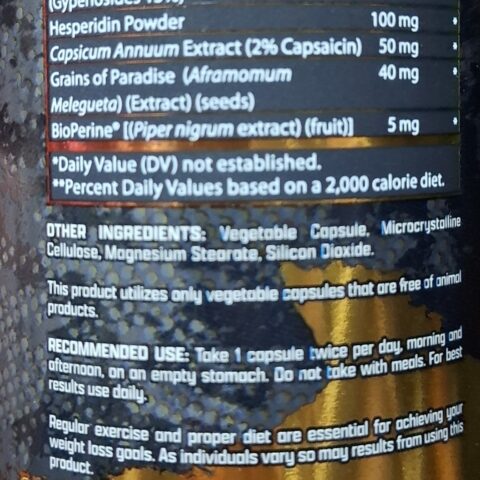 (Gypenosides 15%)
Hesperidin Powder 100 mg *
Capsicum Annuum Extract (2% Capsaicin) 50 mg *
Grains of Paradise (Aframomum 40 mg *
Melegueta) (Extract) (seeds)
BioPerine® [(Piper nigrum extract) (fruit)] 5 mg *
*Daily Value (DV) not established.
**Percent Daily Values based on a 2,000 calorie diet.
OTHER INGREDIENTS: Vegetable Capsule, Microcrystalline
Cellulose, Magnesium Stearate, Silicon Dioxide.
This product utilizes only vegetable capsules that are free of animal
products.
RECOMMENDED USE: Take 1 capsule twice per day, morning and
afternoon, on an empty stomach. Do not take with meals. For best
results use daily.
Regular exercise and proper diet are essential for achieving your
weight loss goals. As individuals vary so may results from using this
product.